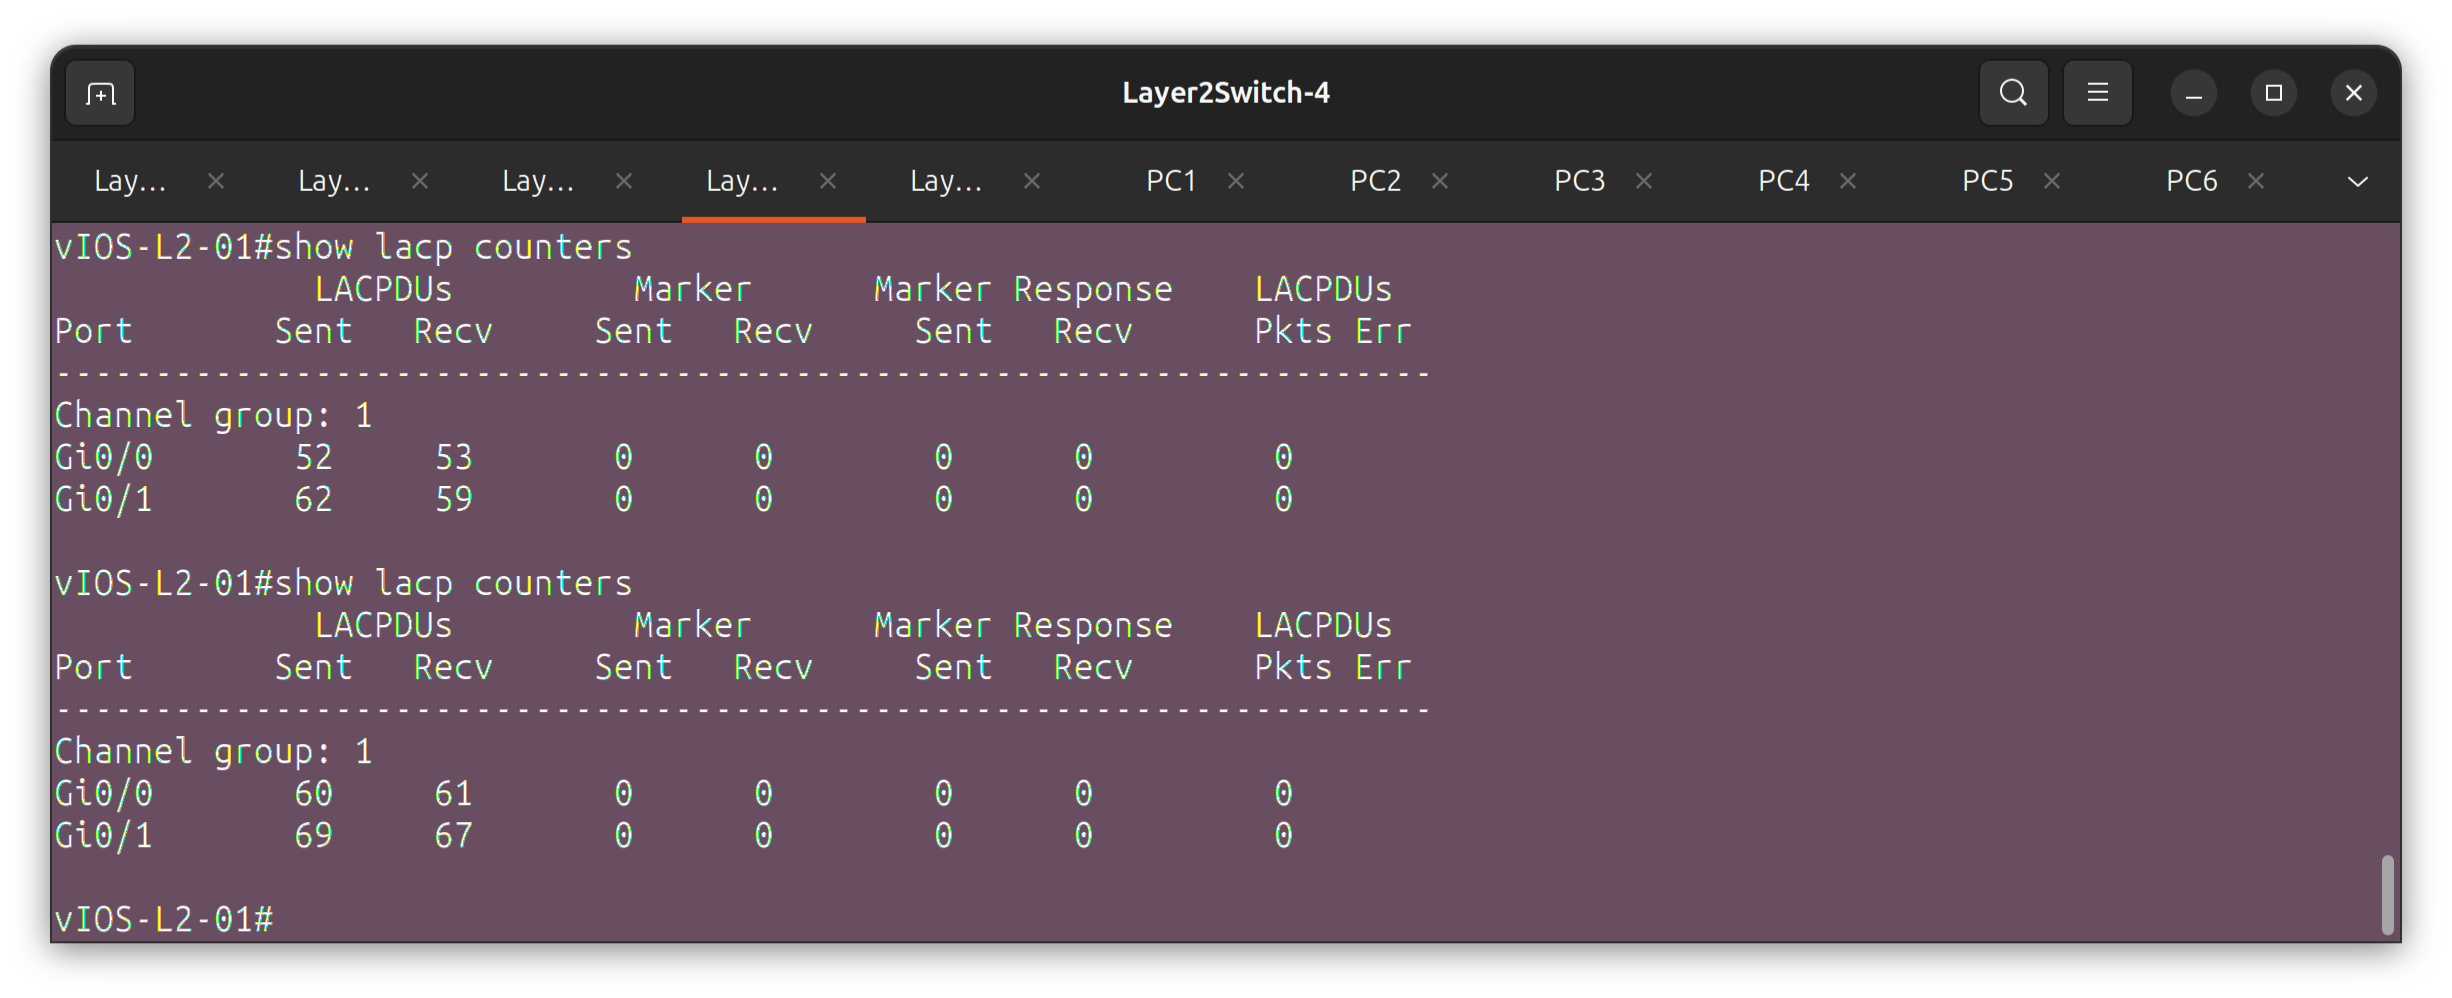 Layer2Switch-4
Lay... Lay... Lay... Lay... Lay... PC1 PC2 PC3 PC4 PC5 PC6
vIOS-L2-01#show lacp counters
             LACPDUs         Marker      Marker Response    LACPDUs
Port       Sent   Recv     Sent   Recv     Sent   Recv      Pkts Err
---------------------------------------------------------------------
Channel group: 1
Gi0/0       52     53       0      0        0      0         0
Gi0/1       62     59       0      0        0      0         0
vIOS-L2-01#show lacp counters
             LACPDUs         Marker      Marker Response    LACPDUs
Port       Sent   Recv     Sent   Recv     Sent   Recv      Pkts Err
---------------------------------------------------------------------
Channel group: 1
Gi0/0       60     61       0      0        0      0         0
Gi0/1       69     67       0      0        0      0         0
vIOS-L2-01#